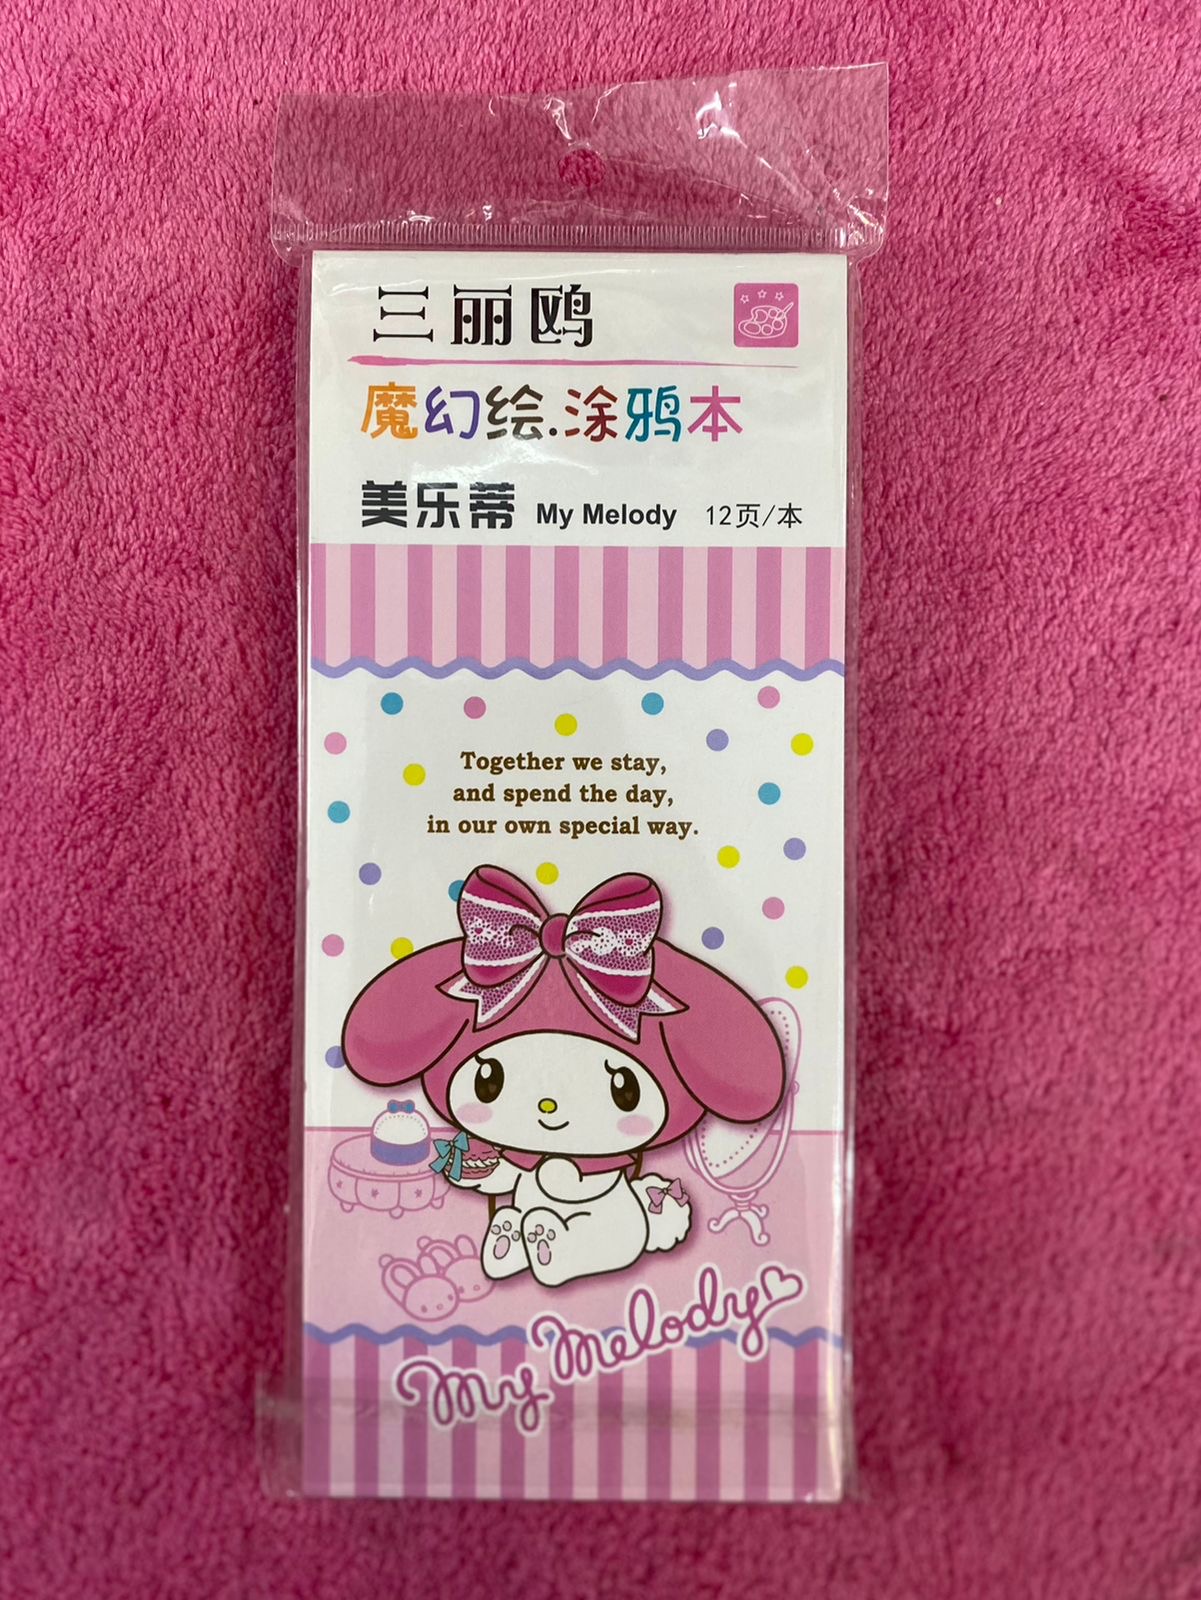 三丽鸥
魔幻绘.涂鸦本
美乐蒂 My Melody 12页/本
Together we stay,
and spend the day,
in our own special way.
My Melody